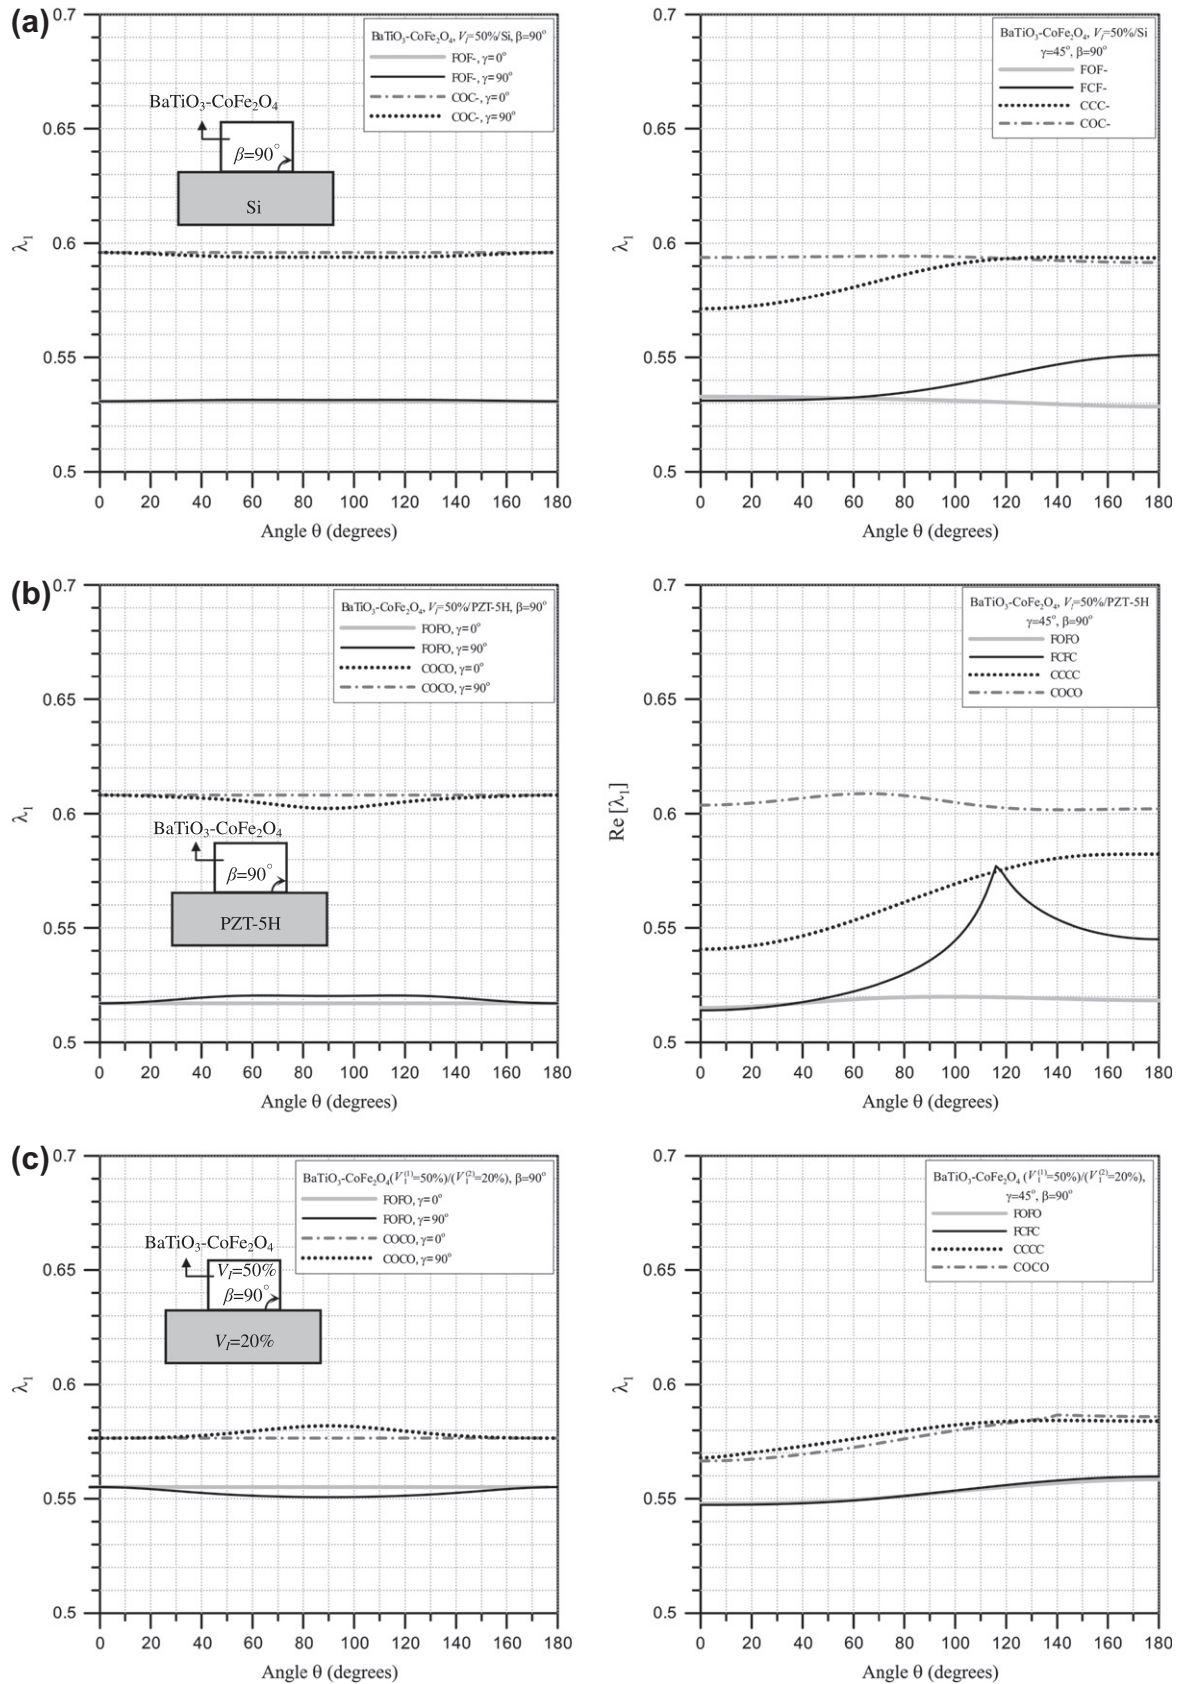 (a)
0.7
0.65
0.6
0.55
0.5
λ₁
BaTiO₃-CoFe₂O₄, V_I=50%/Si, β=90°
FOF-, γ=0°
FOF-, γ=90°
COC-, γ=0°
COC-, γ=90°
BaTiO₃-CoFe₂O₄
β=90°
Si
0 20 40 60 80 100 120 140 160 180
Angle θ (degrees)
0.7
0.65
0.6
0.55
0.5
λ₁
BaTiO₃-CoFe₂O₄, V_I=50%/Si
γ=45°, β=90°
FOF-
FCF-
CCC-
COC-
0 20 40 60 80 100 120 140 160 180
Angle θ (degrees)
(b)
0.7
0.65
0.6
0.55
0.5
λ₁
BaTiO₃-CoFe₂O₄, V_I=50%/PZT-5H, β=90°
FOFO, γ=0°
FOFO, γ=90°
COCO, γ=0°
COCO, γ=90°
BaTiO₃-CoFe₂O₄
β=90°
PZT-5H
0 20 40 60 80 100 120 140 160 180
Angle θ (degrees)
0.7
0.65
0.6
0.55
0.5
Re [λ₁]
BaTiO₃-CoFe₂O₄, V_I=50%/PZT-5H
γ=45°, β=90°
FOFO
FCFC
CCCC
COCO
0 20 40 60 80 100 120 140 160 180
Angle θ (degrees)
(c)
0.7
0.65
0.6
0.55
0.5
λ₁
BaTiO₃-CoFe₂O₄(V₁⁽¹⁾=50%)/(V₁⁽²⁾=20%), β=90°
FOFO, γ=0°
FOFO, γ=90°
COCO, γ=0°
COCO, γ=90°
BaTiO₃-CoFe₂O₄
V_I=50%
β=90°
V_I=20%
0 20 40 60 80 100 120 140 160 180
Angle θ (degrees)
0.7
0.65
0.6
0.55
0.5
λ₁
BaTiO₃-CoFe₂O₄ (V₁⁽¹⁾=50%)/(V₁⁽²⁾=20%),
γ=45°, β=90°
FOFO
FCFC
CCCC
COCO
0 20 40 60 80 100 120 140 160 180
Angle θ (degrees)